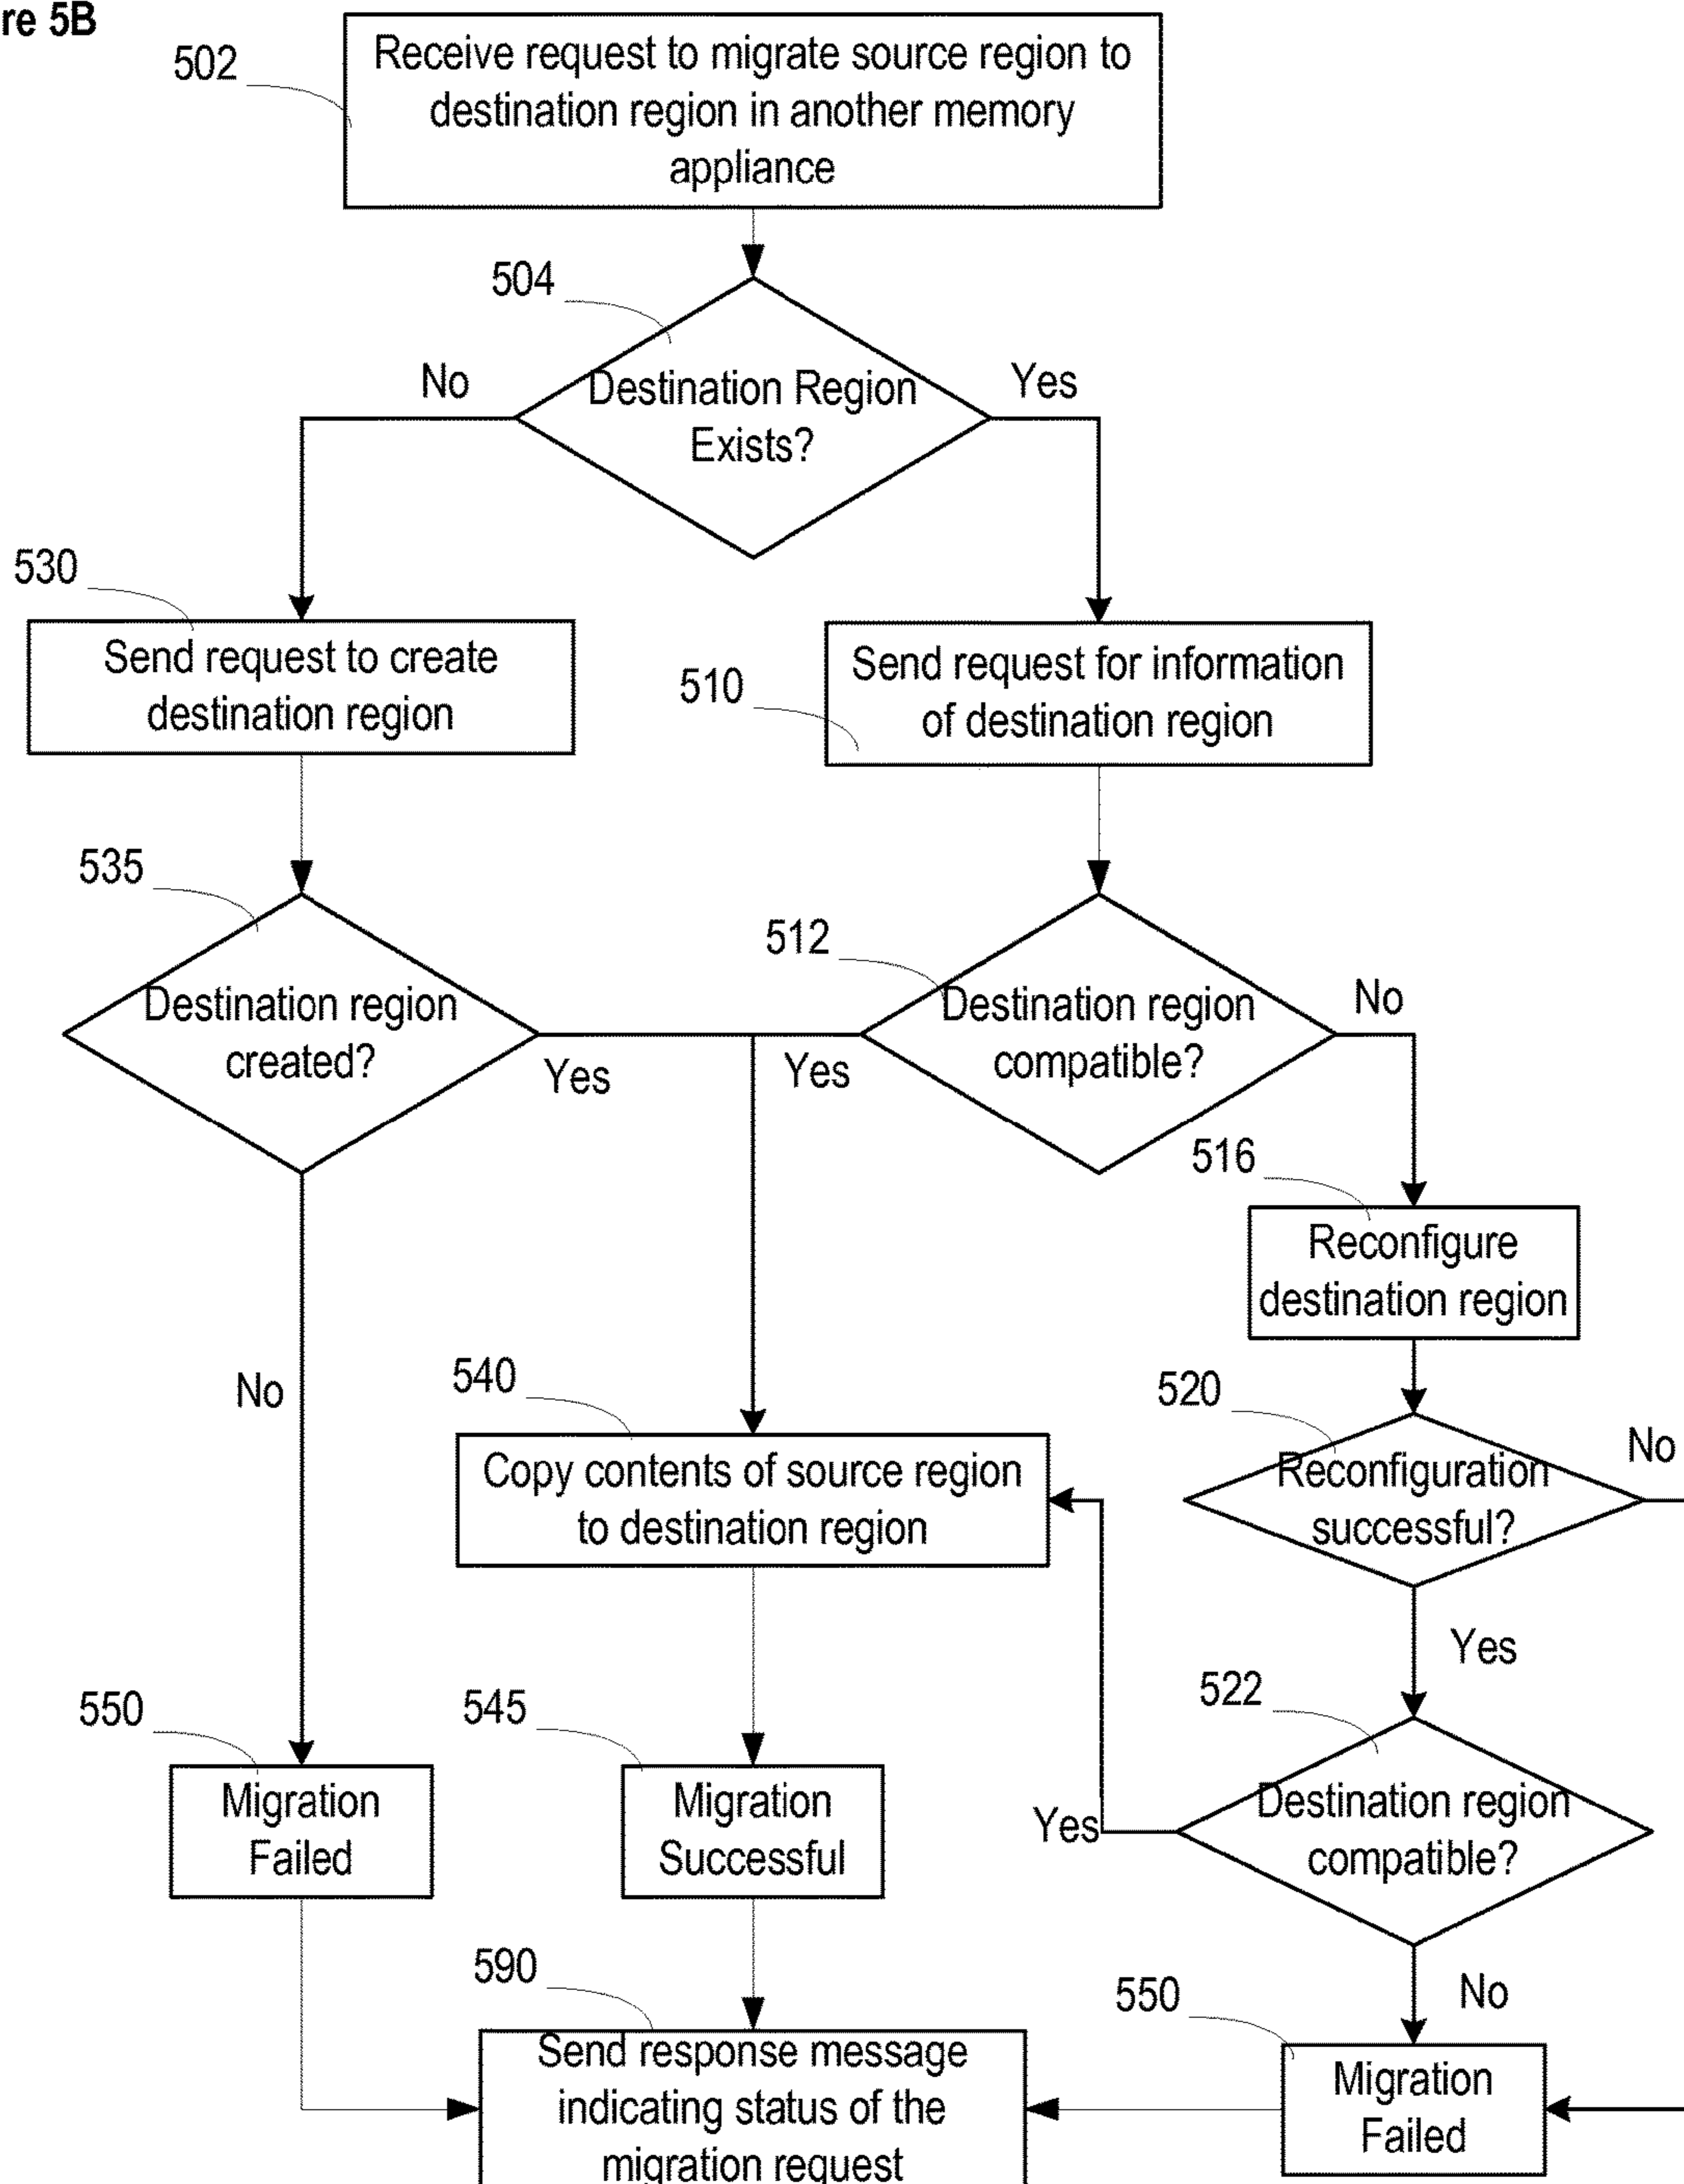 re 5B
502
Receive request to migrate source region to
destination region in another memory
appliance
504
No
Destination Region
Exists?
Yes
530
Send request to create
destination region
510
Send request for information
of destination region
535
Destination region
created?
Yes
512
Destination region
compatible?
Yes
No
516
Reconfigure
destination region
No
540
Copy contents of source region
to destination region
520
Reconfiguration
successful?
No
Yes
550
Migration
Failed
545
Migration
Successful
522
Destination region
compatible?
Yes
No
590
Send response message
indicating status of the
migration request
550
Migration
Failed